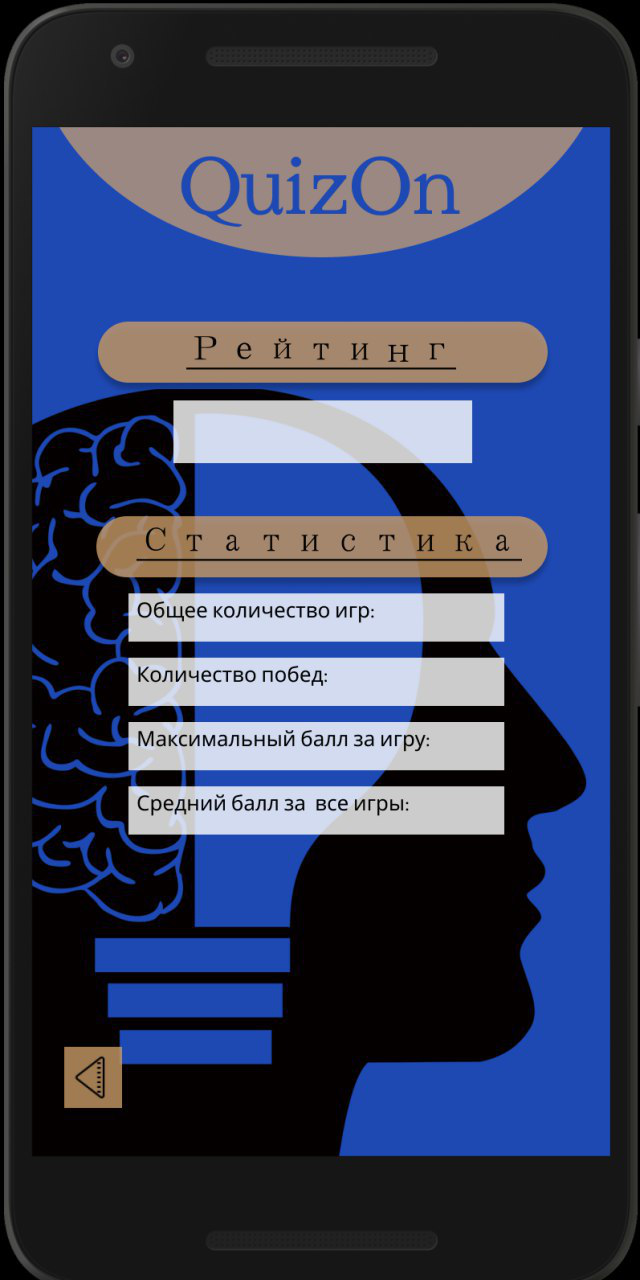 QuizOn
Рейтинг
Статистика
Общее количество игр:
Количество побед:
Максимальный балл за игру:
Средний балл за  все игры: